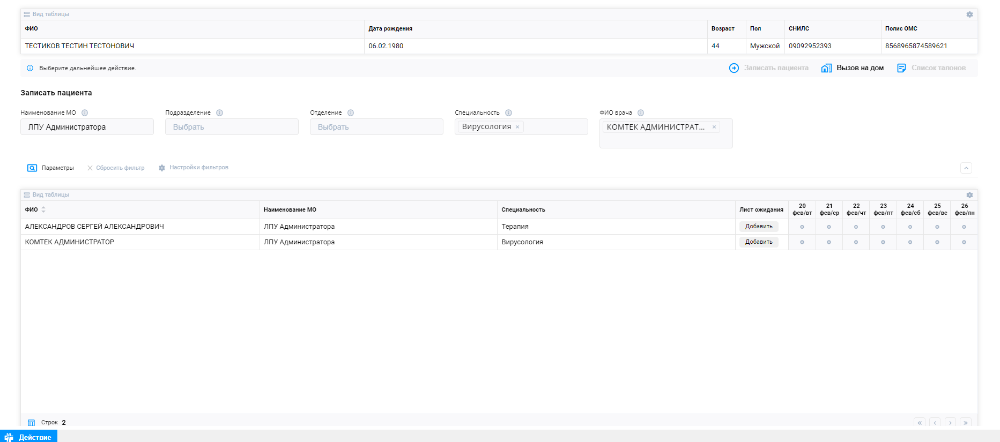 Вид таблицы
ФИО Дата рождения Возраст Пол СНИЛС Полис ОМС
ТЕСТИКОВ ТЕСТИН ТЕСТОНОВИЧ 06.02.1980 44 Мужской 09092952393 8568965874589621
Выберите дальнейшее действие. Записать пациента Вызов на дом Список талонов
Записать пациента
Наименование МО Подразделение Отделение Специальность ФИО врача
ЛПУ Администратора Выбрать Выбрать Вирусология × КОМТЕК АДМИНИСТРАТ... ×
Параметры Сбросить фильтр Настройки фильтров
Вид таблицы
ФИО Наименование МО Специальность Лист ожидания 20 фев/вт 21 фев/ср 22 фев/чт 23 фев/пт 24 фев/сб 25 фев/вс 26 фев/пн
АЛЕКСАНДРОВ СЕРГЕЙ АЛЕКСАНДРОВИЧ ЛПУ Администратора Терапия Добавить
КОМТЕК АДМИНИСТРАТОР ЛПУ Администратора Вирусология Добавить
Строк 2
Действие